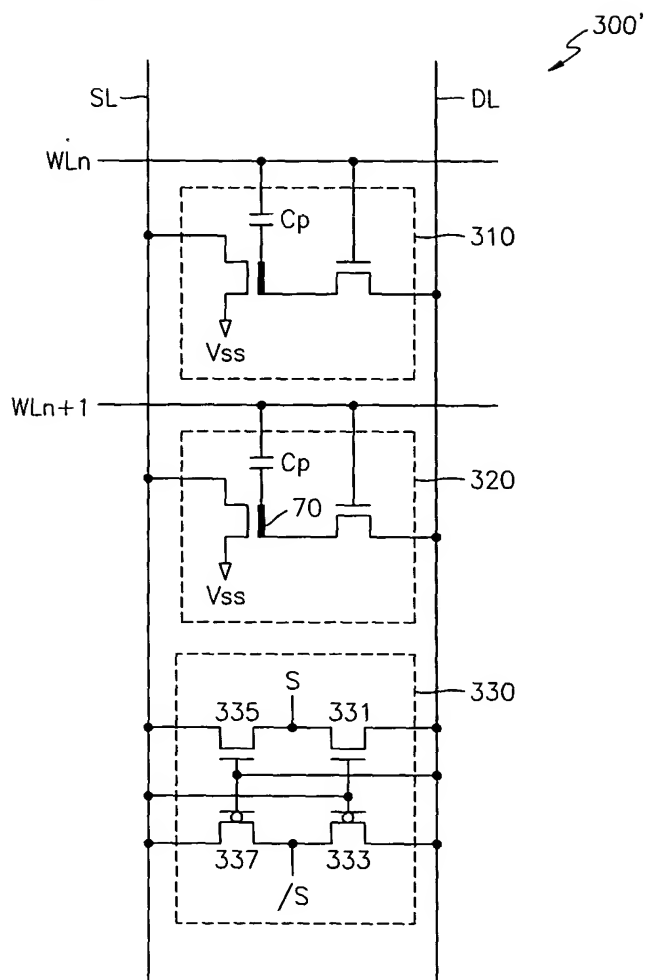 300'
SL
DL
WLn
Cp
310
Vss
WLn+1
Cp
70
320
Vss
S
330
335
331
337
333
/S